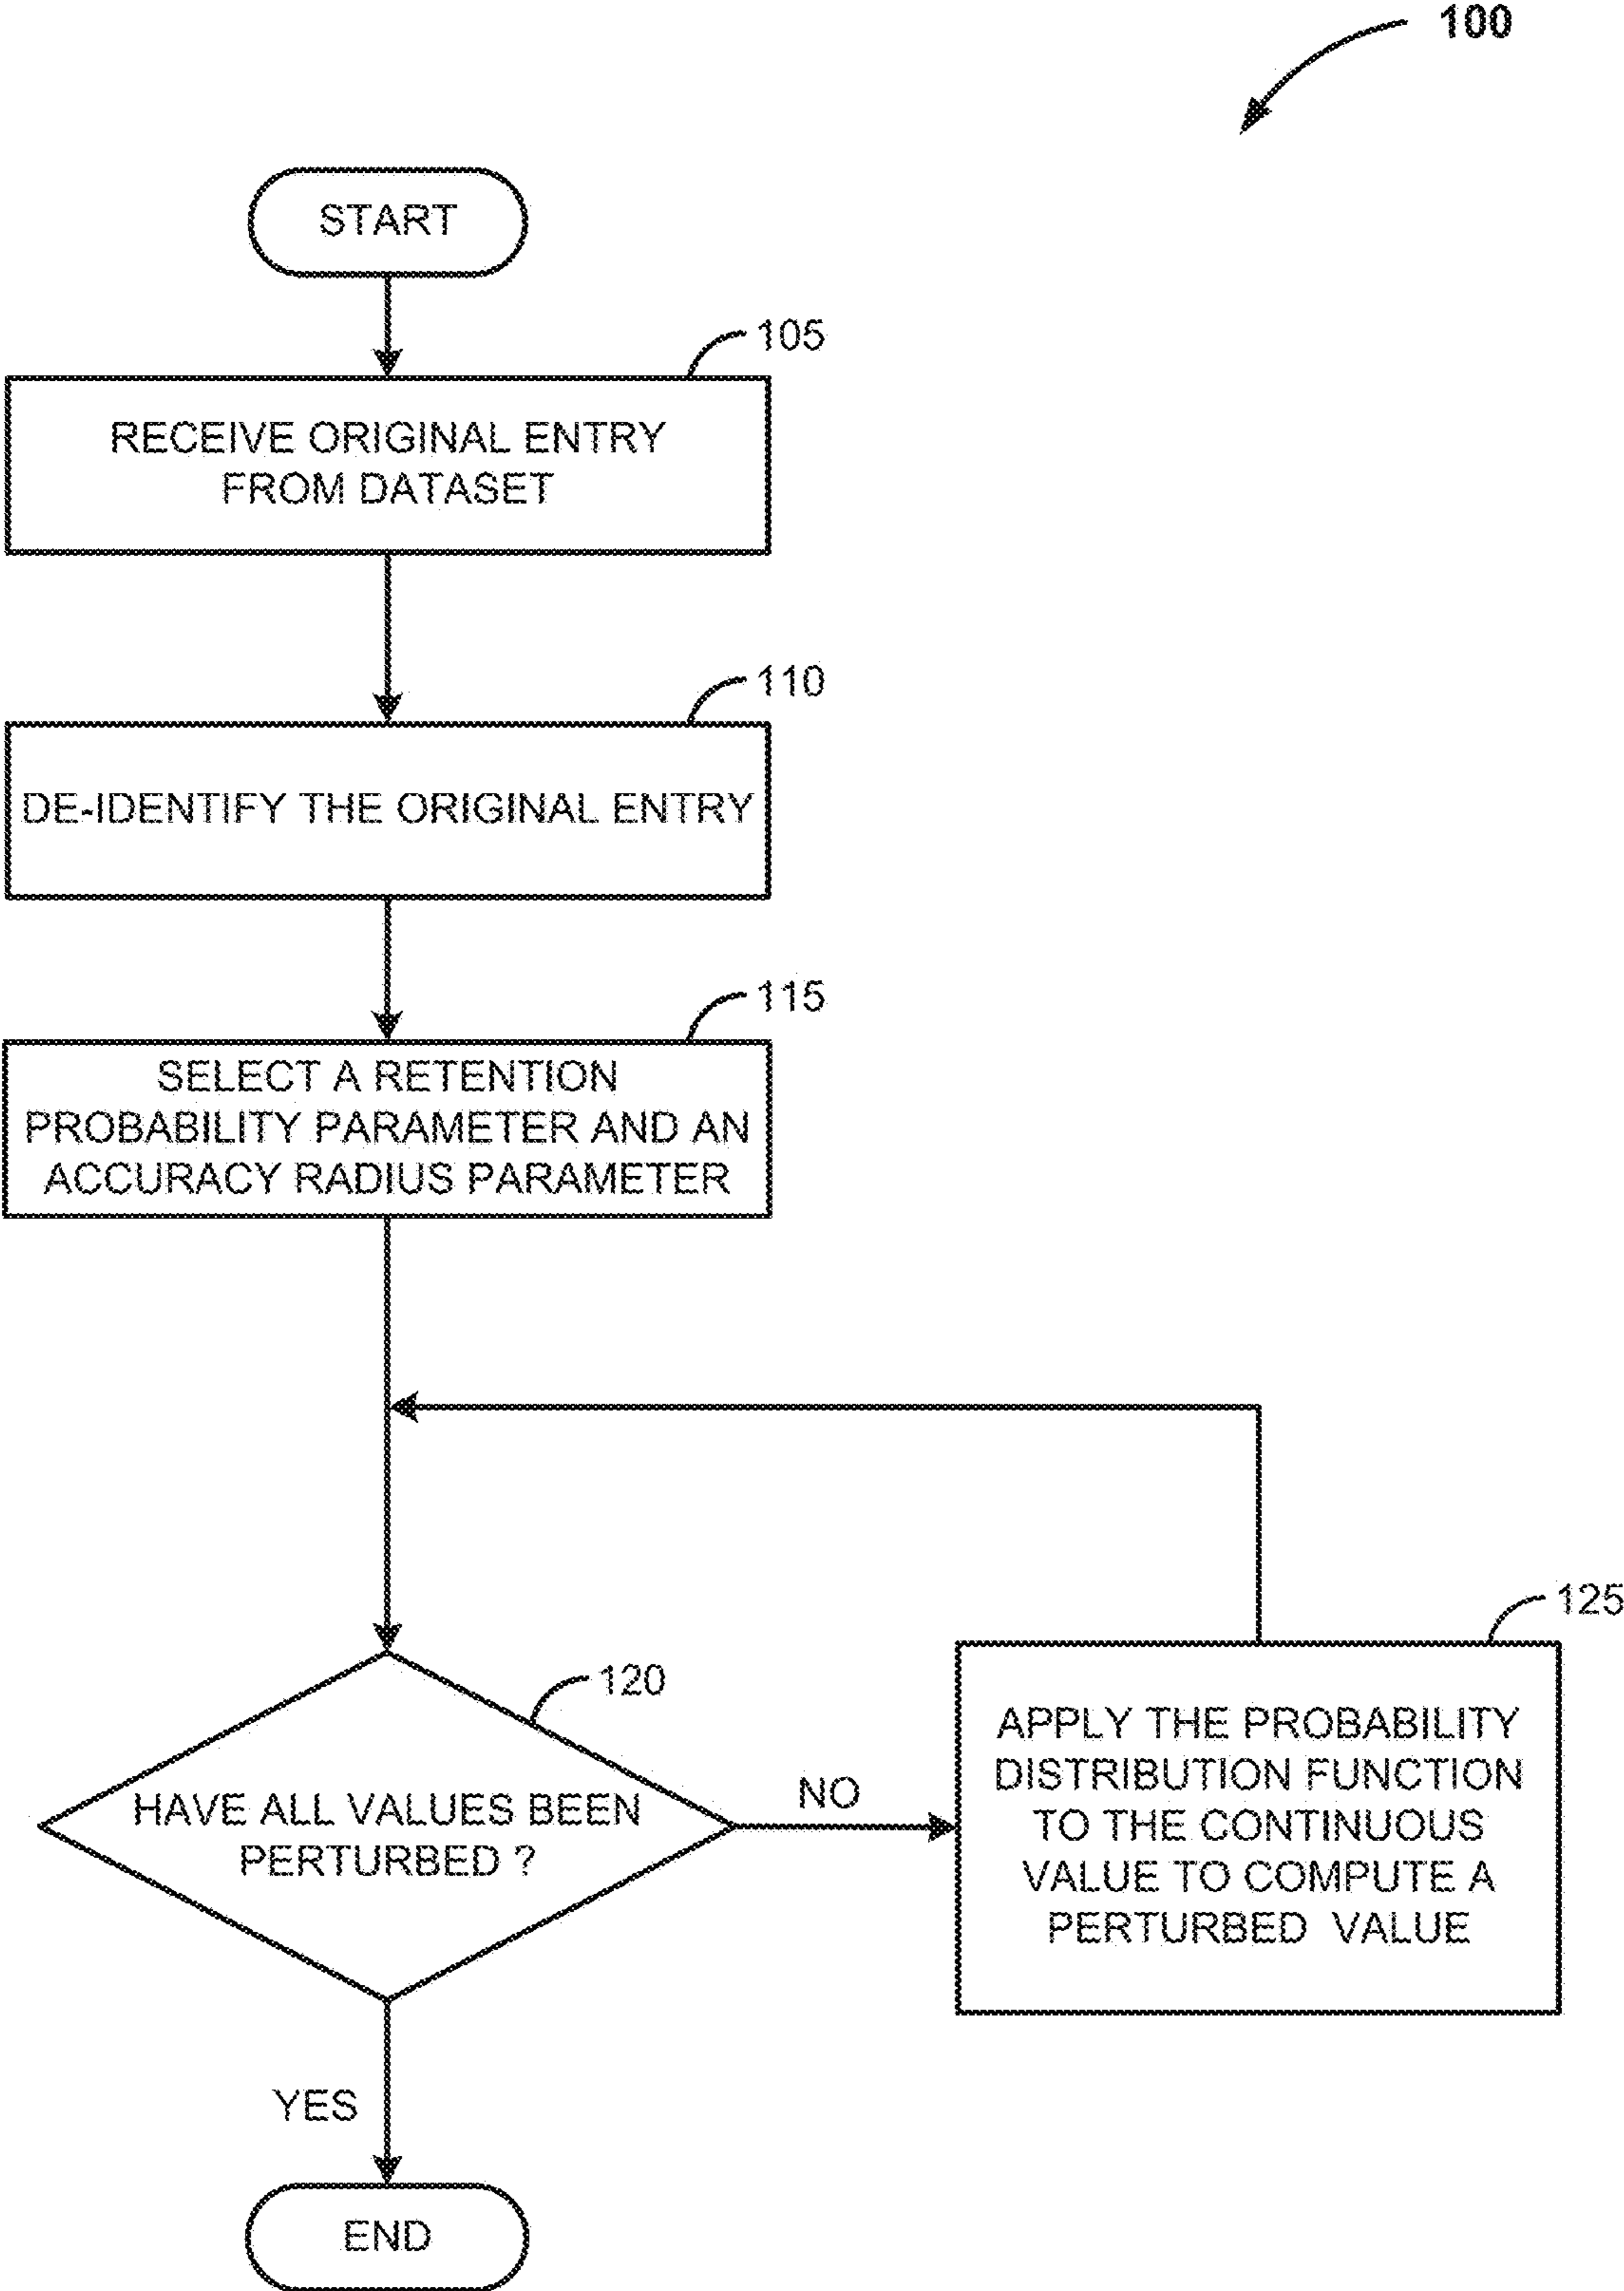 100
START
105
RECEIVE ORIGINAL ENTRY
FROM DATASET
110
DE-IDENTIFY THE ORIGINAL ENTRY
115
SELECT A RETENTION
PROBABILITY PARAMETER AND AN
ACCURACY RADIUS PARAMETER
120
HAVE ALL VALUES BEEN
PERTURBED ?
NO
125
APPLY THE PROBABILITY
DISTRIBUTION FUNCTION
TO THE CONTINUOUS
VALUE TO COMPUTE A
PERTURBED VALUE
YES
END